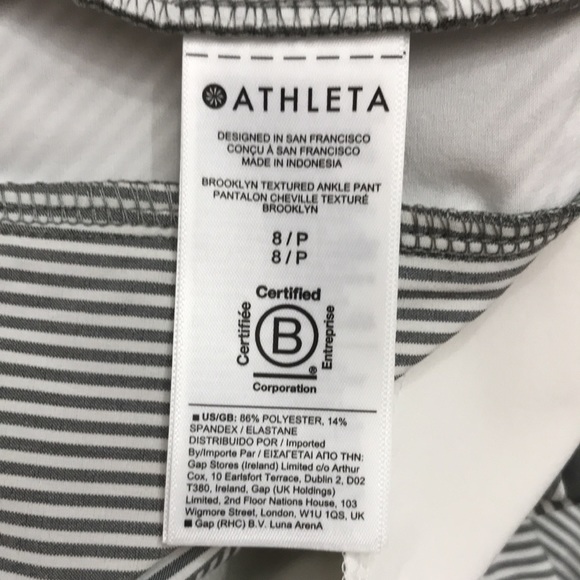 ATHLETA
DESIGNED IN SAN FRANCISCO
CONÇU À SAN FRANCISCO
MADE IN INDONESIA
BROOKLYN TEXTURED ANKLE PANT
PANTALON CHEVILLE TEXTURÉ
BROOKLYN
8 / P
8 / P
Certified
Certifiée
B
Entreprise
®
Corporation
■ US/GB: 86% POLYESTER, 14%
SPANDEX / ELASTANE
DISTRIBUIDO POR / Imported
By/Importe Par / ΕΙΣΑΓΕΤΑΙ ΑΠΟ ΤΗΝ:
Gap Stores (Ireland) Limited c/o Arthur
Cox, 10 Earlsfort Terrace, Dublin 2, D02
T380, Ireland, Gap (UK Holdings)
Limited, 2nd Floor Nations House, 103
Wigmore Street, London, W1U 1QS, UK
■ Gap (RHC) B.V. Luna ArenA